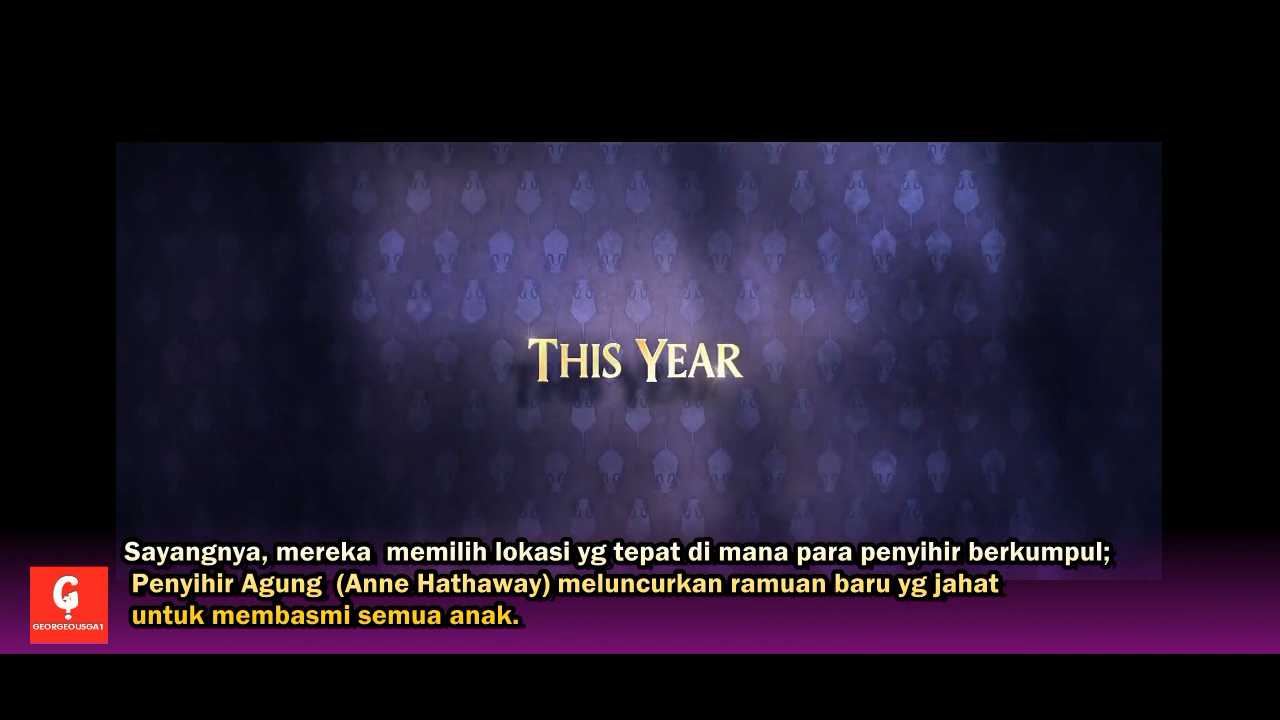 THIS YEAR
Sayangnya, mereka  memilih lokasi yg tepat di mana para penyihir berkumpul;
Penyihir Agung  (Anne Hathaway) meluncurkan ramuan baru yg jahat
untuk membasmi semua anak.
G
GEORGEOUSGA1